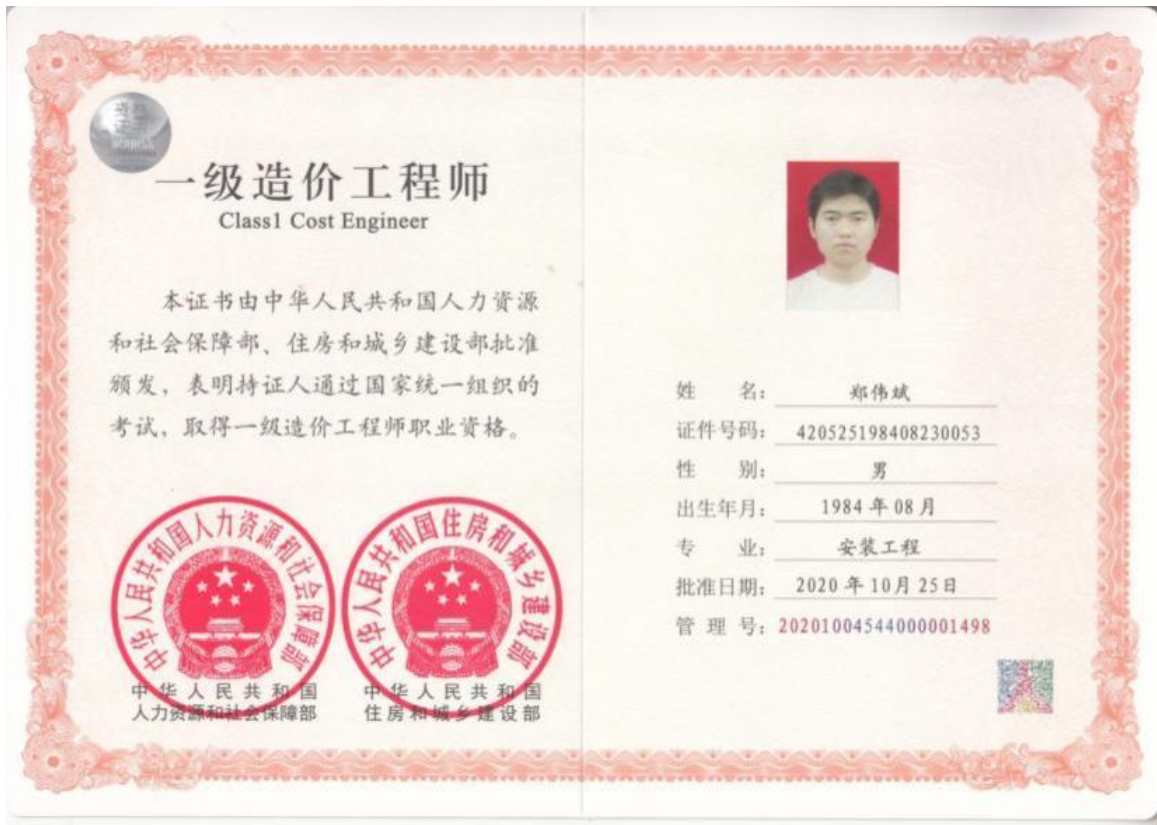 一级造价工程师
Class1 Cost Engineer
本证书由中华人民共和国人力资源
和社会保障部、住房和城乡建设部批准
颁发,表明持证人通过国家统一组织的
考试,取得一级造价工程师职业资格。
中华人民共和国人力资源和社会保障部
中华人民共和国住房和城乡建设部
中华人民共和国
人力资源和社会保障部
中华人民共和国
住房和城乡建设部
姓 名: 郑伟斌
证件号码: 420525198408230053
性 别: 男
出生年月: 1984年08月
专 业: 安装工程
批准日期: 2020年10月25日
管 理 号: 20201004544000001498